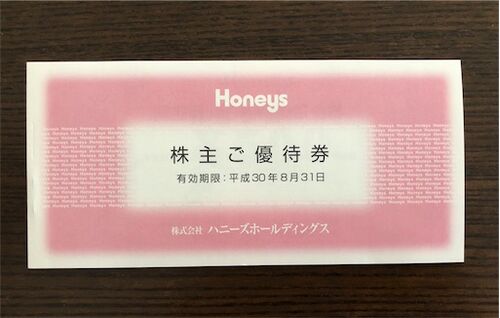 Honeys
株主ご優待券
有効期限:平成30年8月31日
株式会社 ハニーズホールディングス